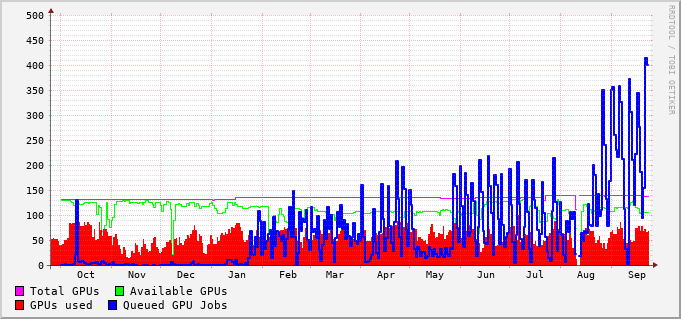 500
450
400
350
300
250
200
150
100
50
0
Oct Nov Dec Jan Feb Mar Apr May Jun Jul Aug Sep
Total GPUs Available GPUs
GPUs used Queued GPU Jobs
RRDTOOL / TOBI OETIKER